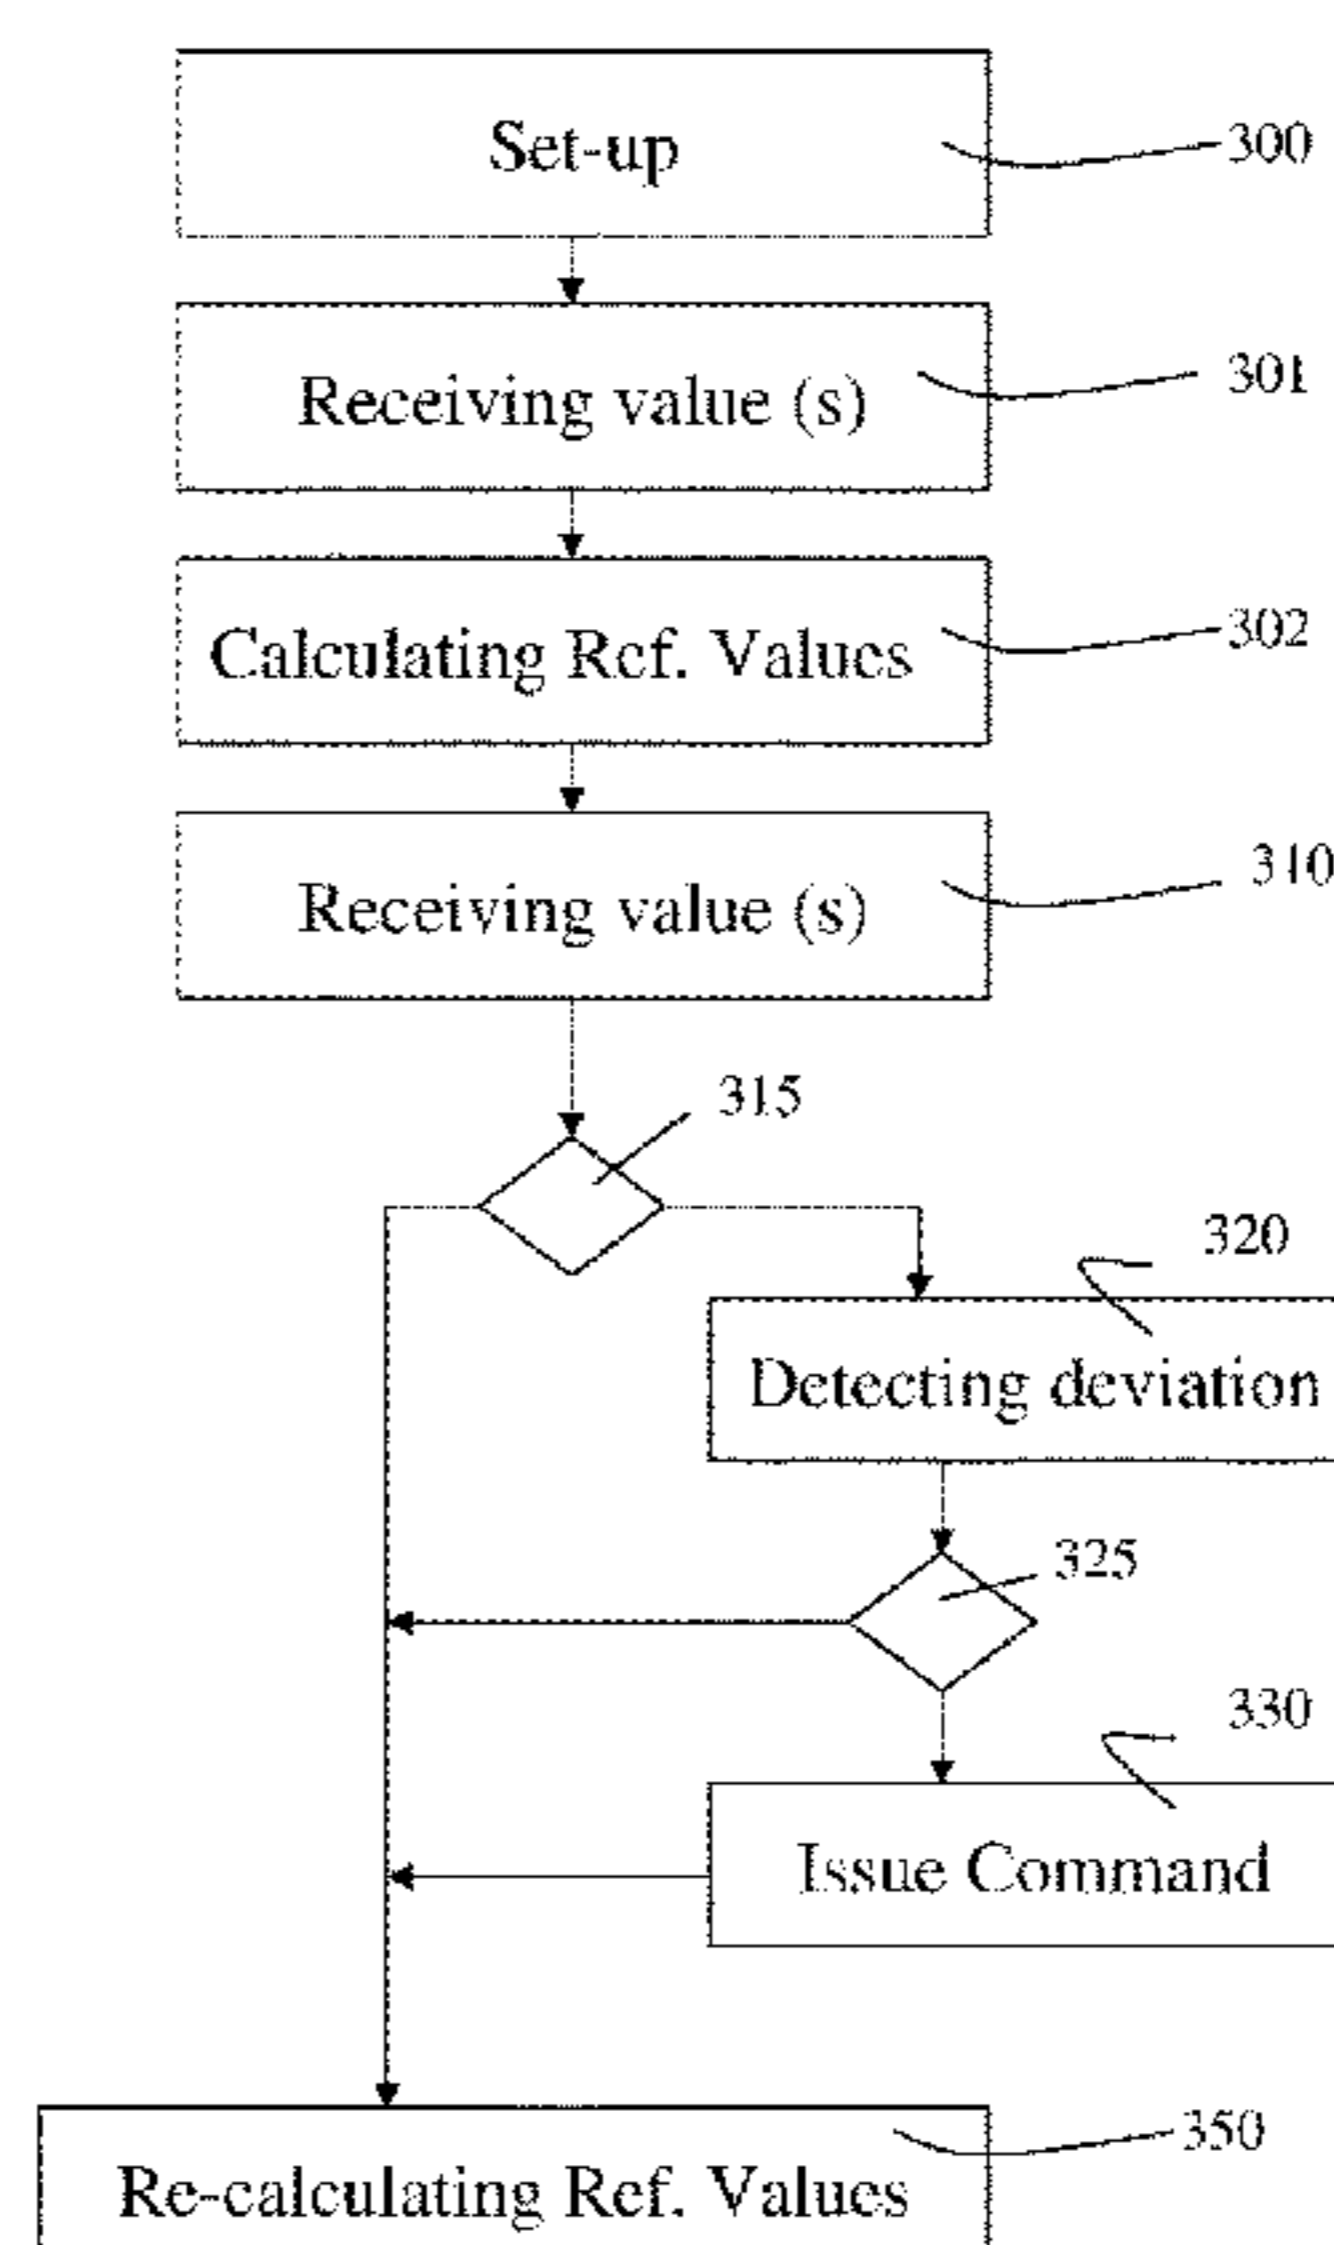 Set-up
300
Receiving value (s)
301
Calculating Ref. Values
302
Receiving value (s)
310
315
320
Detecting deviation
325
330
Issue Command
350
Re-calculating Ref. Values